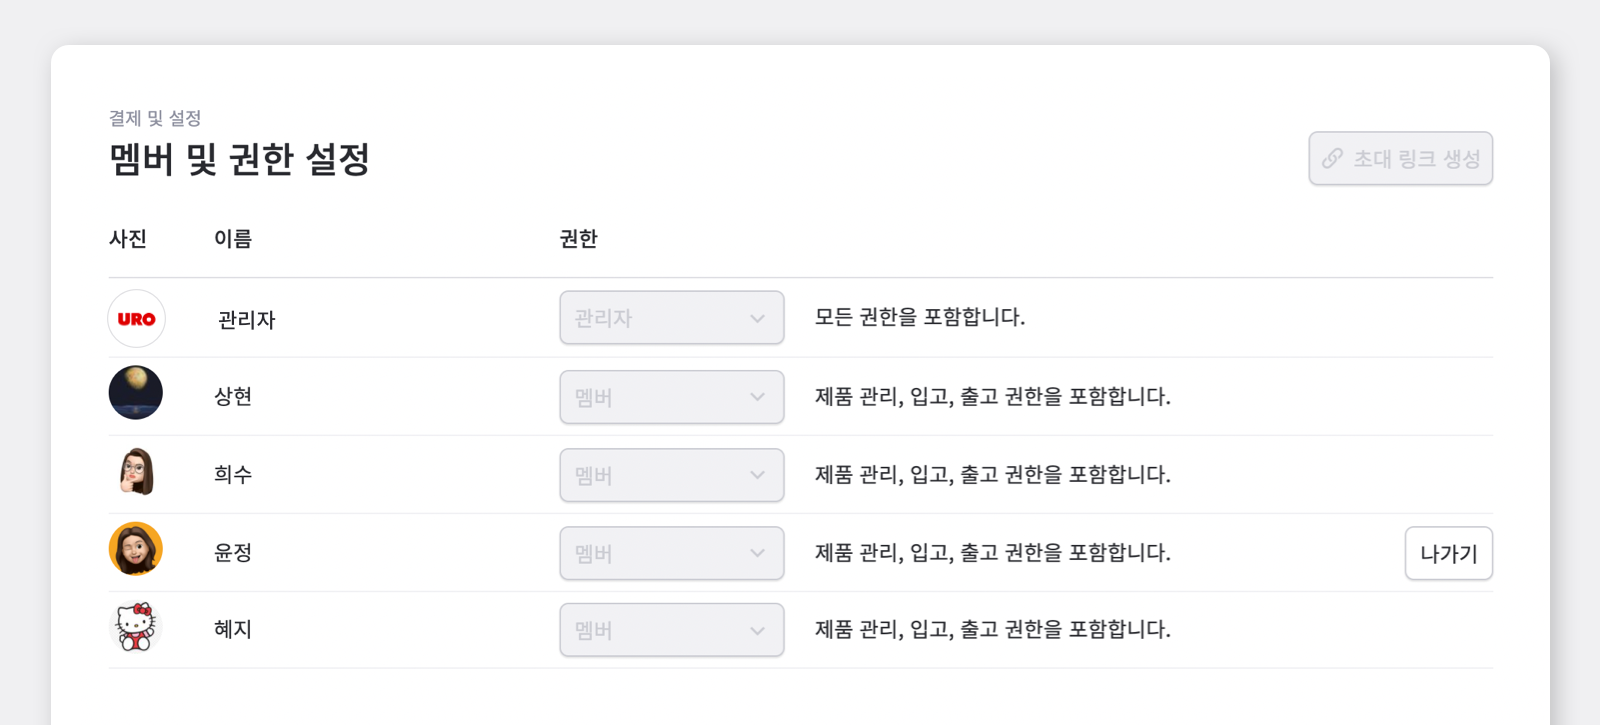 결제 및 설정
멤버 및 권한 설정
초대 링크 생성
사진 이름 권한
URO 관리자 관리자 모든 권한을 포함합니다.
상현 멤버 제품 관리, 입고, 출고 권한을 포함합니다.
희수 멤버 제품 관리, 입고, 출고 권한을 포함합니다.
윤정 멤버 제품 관리, 입고, 출고 권한을 포함합니다. 나가기
혜지 멤버 제품 관리, 입고, 출고 권한을 포함합니다.